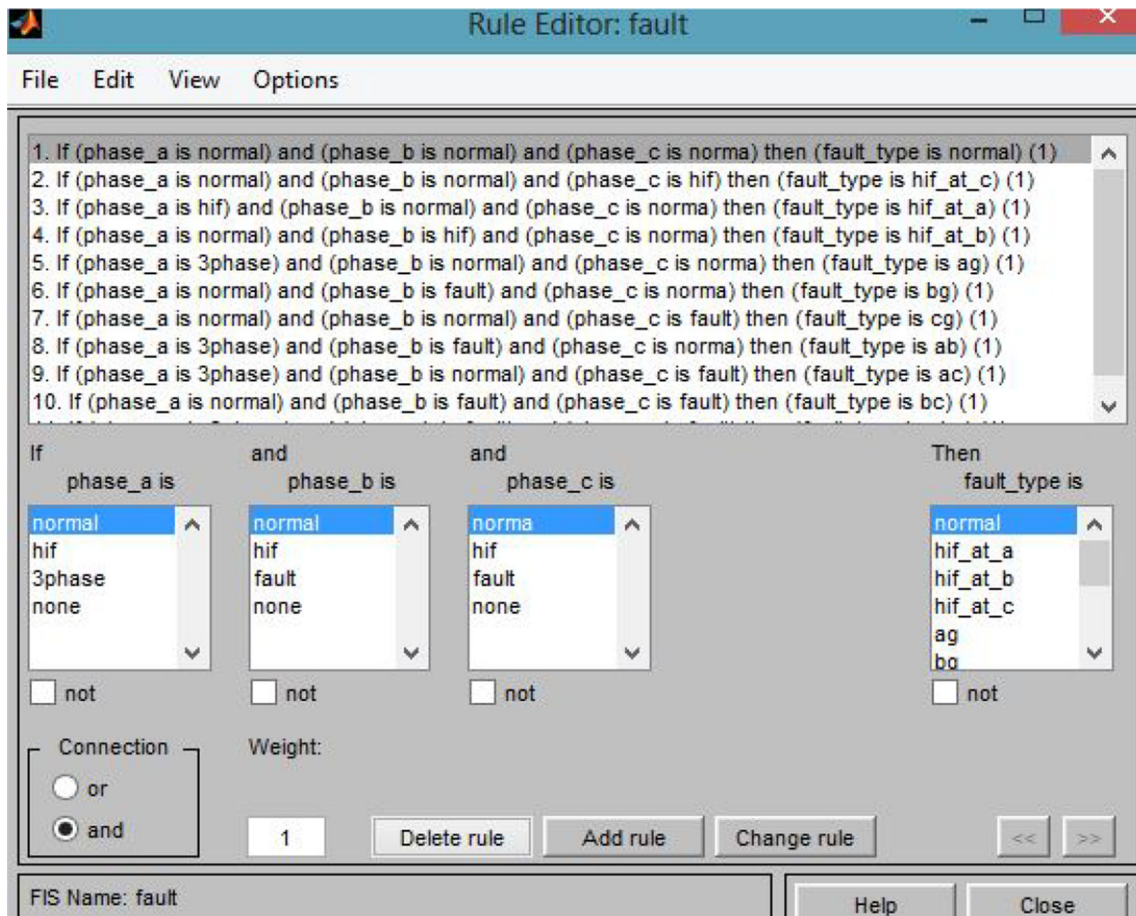 Rule Editor: fault
File Edit View Options
1. If (phase_a is normal) and (phase_b is normal) and (phase_c is norma) then (fault_type is normal) (1)
2. If (phase_a is normal) and (phase_b is normal) and (phase_c is hif) then (fault_type is hif_at_c) (1)
3. If (phase_a is hif) and (phase_b is normal) and (phase_c is norma) then (fault_type is hif_at_a) (1)
4. If (phase_a is normal) and (phase_b is hif) and (phase_c is norma) then (fault_type is hif_at_b) (1)
5. If (phase_a is 3phase) and (phase_b is normal) and (phase_c is norma) then (fault_type is ag) (1)
6. If (phase_a is normal) and (phase_b is fault) and (phase_c is norma) then (fault_type is bg) (1)
7. If (phase_a is normal) and (phase_b is normal) and (phase_c is fault) then (fault_type is cg) (1)
8. If (phase_a is 3phase) and (phase_b is fault) and (phase_c is norma) then (fault_type is ab) (1)
9. If (phase_a is 3phase) and (phase_b is normal) and (phase_c is fault) then (fault_type is ac) (1)
10. If (phase_a is normal) and (phase_b is fault) and (phase_c is fault) then (fault_type is bc) (1)
If and and Then
phase_a is phase_b is phase_c is fault_type is
normal normal norma normal
hif hif hif hif_at_a
3phase fault fault hif_at_b
none none none hif_at_c
ag
bg
not not not not
Connection Weight:
or
and 1 Delete rule Add rule Change rule << >>
FIS Name: fault Help Close